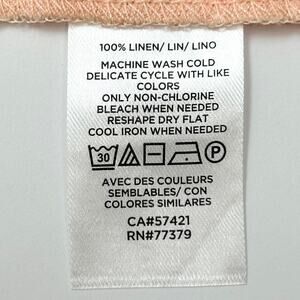 100% LINEN/ LIN/ LINO
MACHINE WASH COLD
DELICATE CYCLE WITH LIKE
COLORS
ONLY NON-CHLORINE
BLEACH WHEN NEEDED
RESHAPE DRY FLAT
COOL IRON WHEN NEEDED
30 P
AVEC DES COULEURS
SEMBLABLES/ CON
COLORES SIMILARES
CA#57421
RN#77379